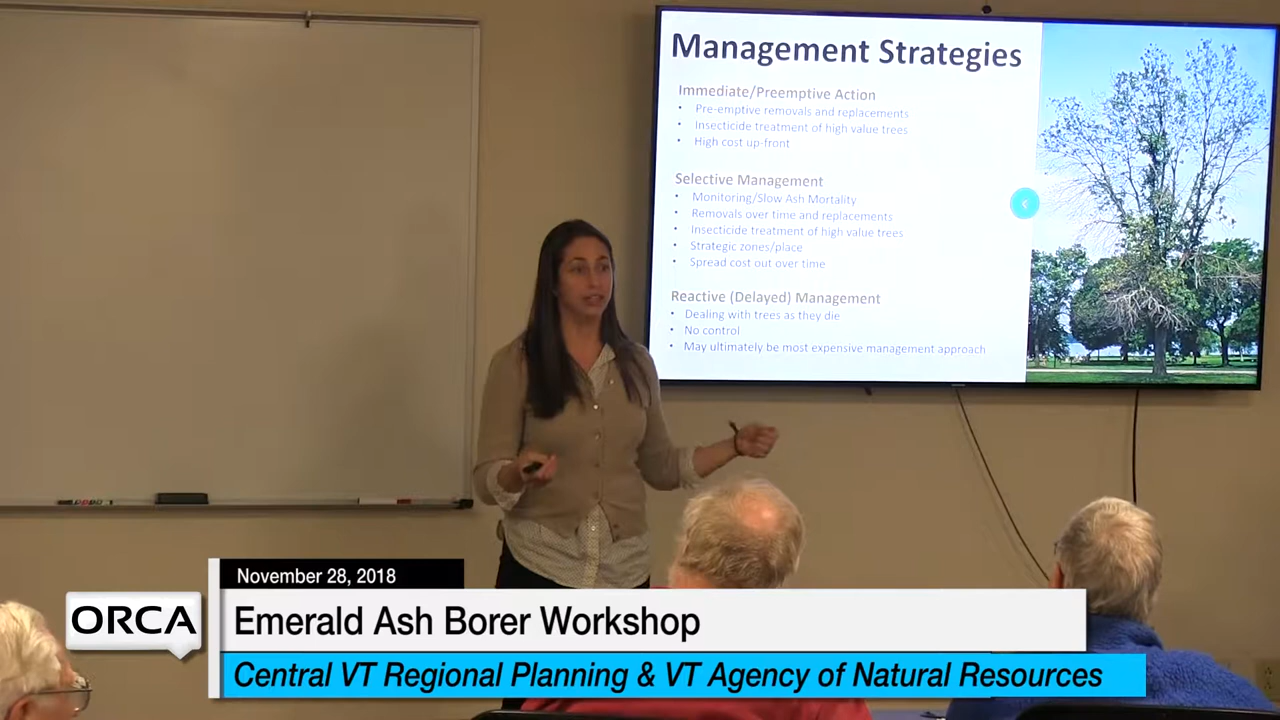 Management Strategies
Immediate/Preemptive Action
• Pre-emptive removals and replacements
• Insecticide treatment of high value trees
• High cost up-front
Selective Management
• Monitoring/Slow Ash Mortality
• Removals over time and replacements
• Insecticide treatment of high value trees
• Strategic zones/place
• Spread cost out over time
Reactive (Delayed) Management
• Dealing with trees as they die
• No control
• May ultimately be most expensive management approach
November 28, 2018
ORCA
Emerald Ash Borer Workshop
Central VT Regional Planning & VT Agency of Natural Resources